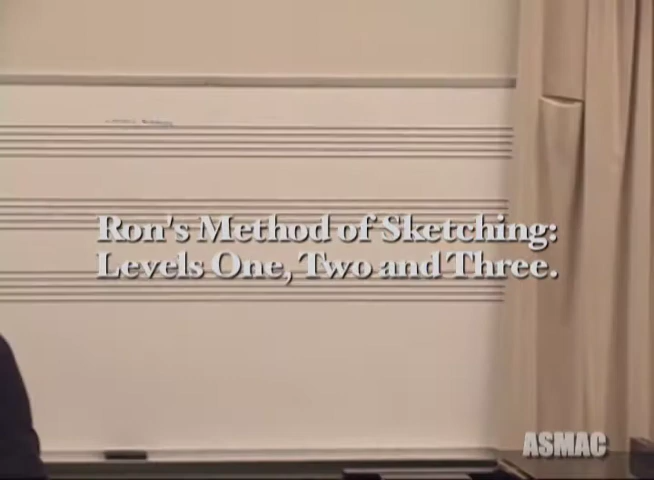 Ron's Method of Sketching:
Levels One, Two and Three.
ASMAC